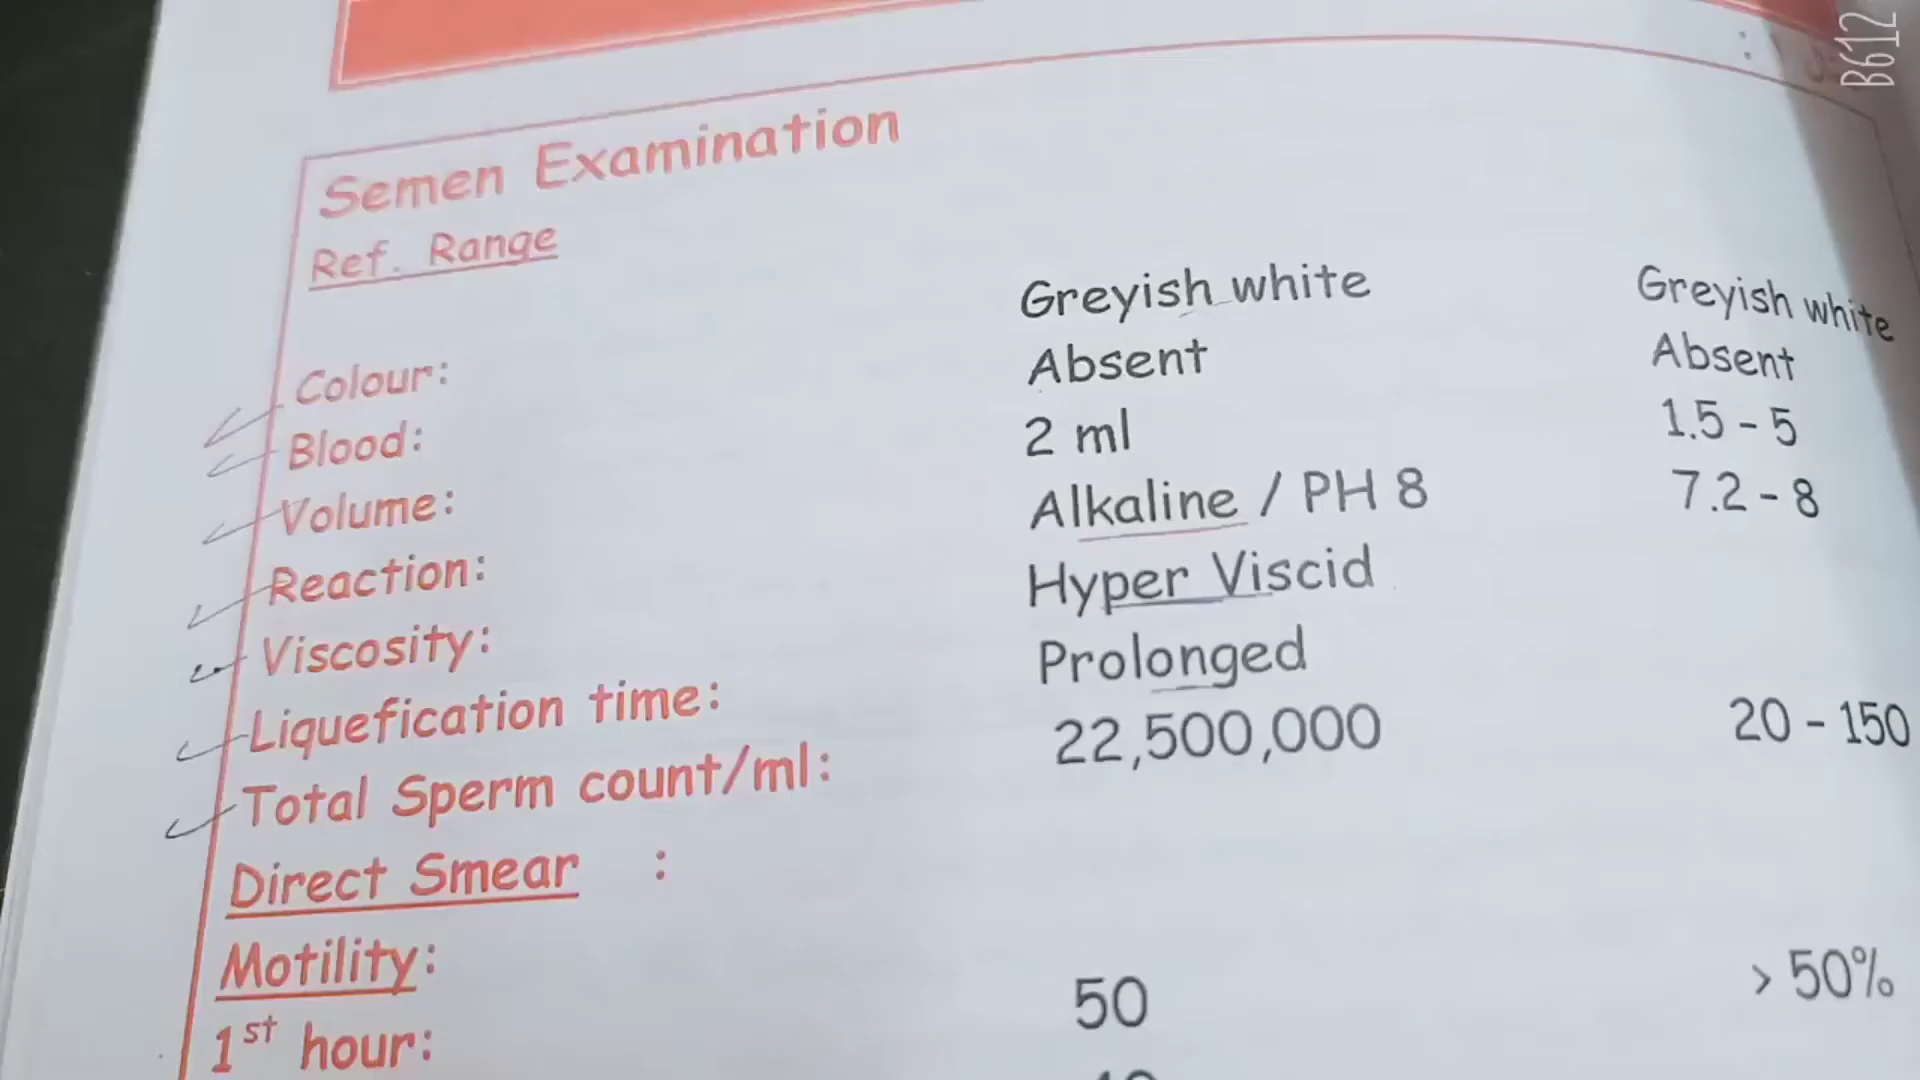 B612
Semen Examination
Ref. Range
Greyish white Greyish white
Colour: Absent Absent
Blood: 2 ml 1.5 - 5
Volume: Alkaline / PH 8 7.2 - 8
Reaction: Hyper Viscid
Viscosity: Prolonged
Liquefication time: 22,500,000 20 - 150
Total Sperm count/ml:
Direct Smear :
Motility:
50 > 50%
1st hour: